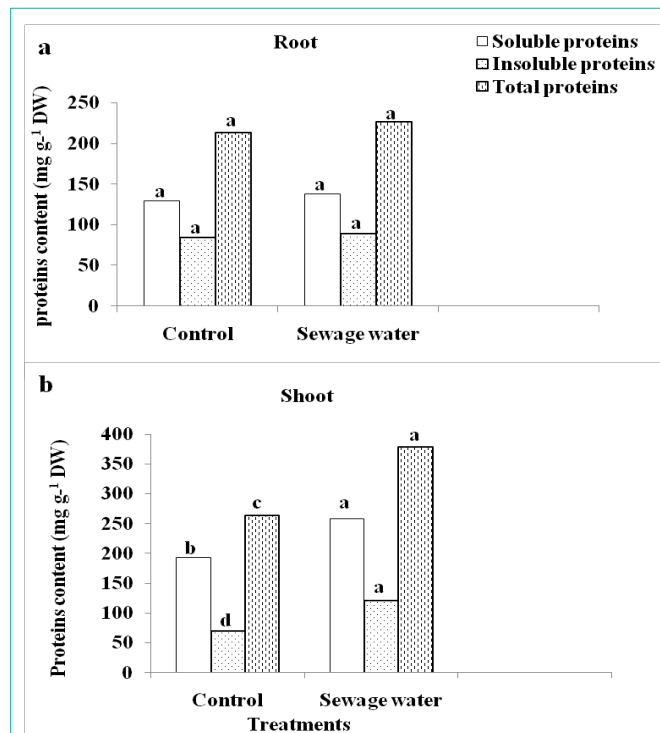 a
Root
Soluble proteins
Insoluble proteins
Total proteins
proteins content (mg g-1 DW)
250
200
150
100
50
0
a
a
a
a
a
a
Control
Sewage water
b
Shoot
Proteins content (mg g-1 DW)
400
350
300
250
200
150
100
50
0
b
d
c
a
a
a
Control
Sewage water
Treatments